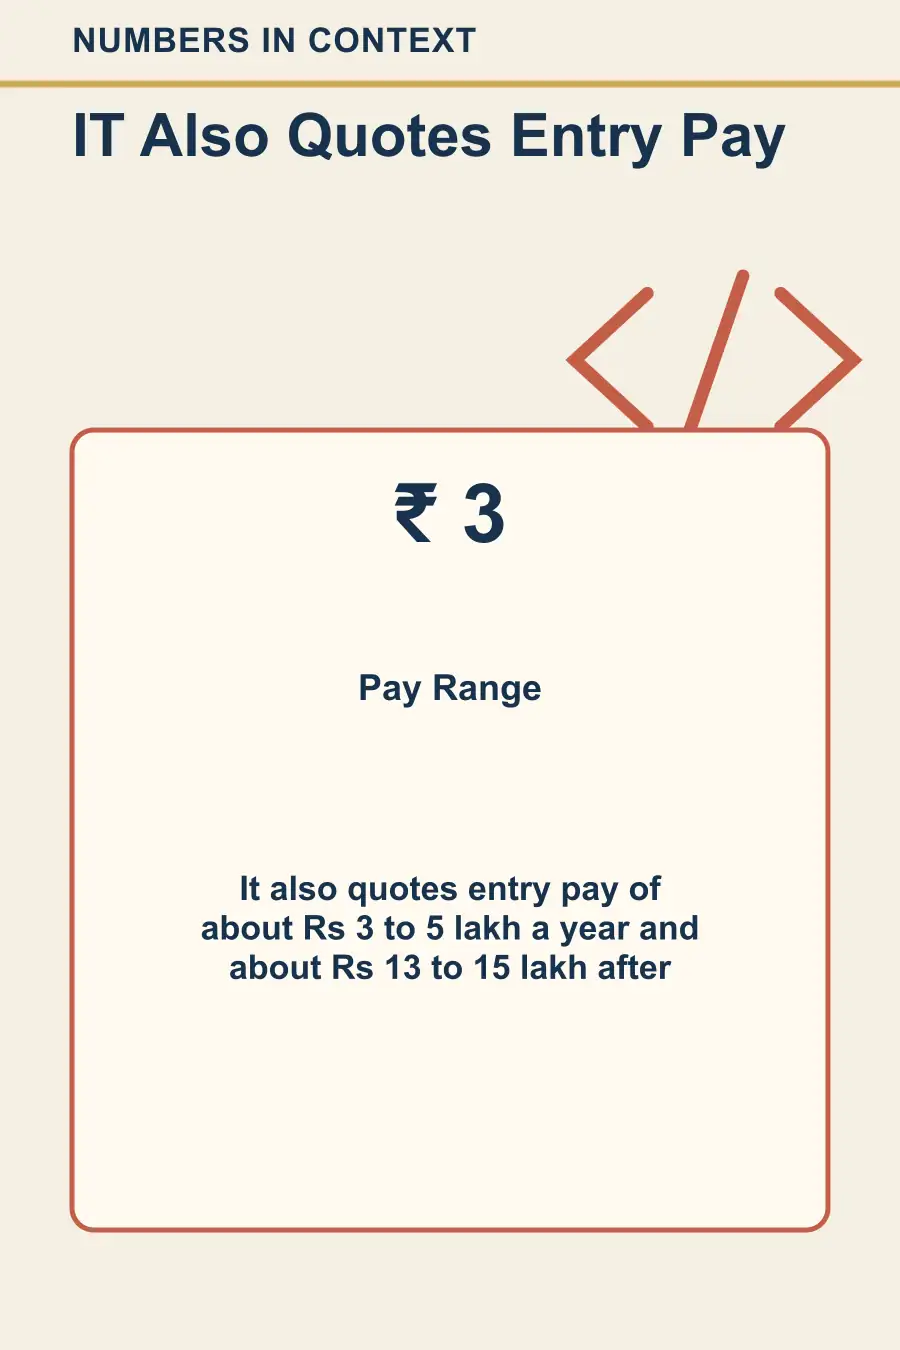 NUMBERS IN CONTEXT
IT Also Quotes Entry Pay
₹ 3
Pay Range
It also quotes entry pay of
about Rs 3 to 5 lakh a year and
about Rs 13 to 15 lakh after